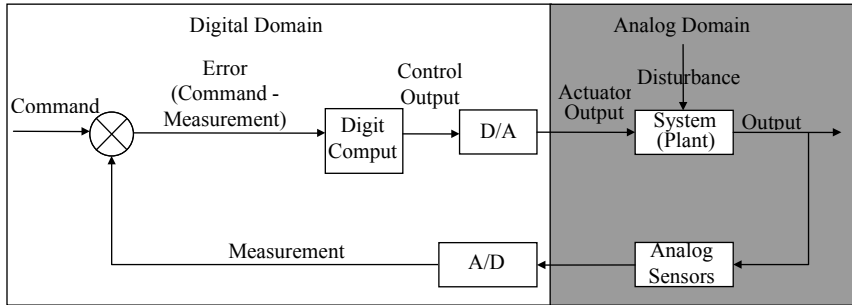 Digital Domain
Analog Domain
Error
(Command -
Measurement)
Control
Output
Disturbance
Command
Actuator
Output
Digit
Comput
D/A
System
(Plant)
Output
Measurement
A/D
Analog
Sensors